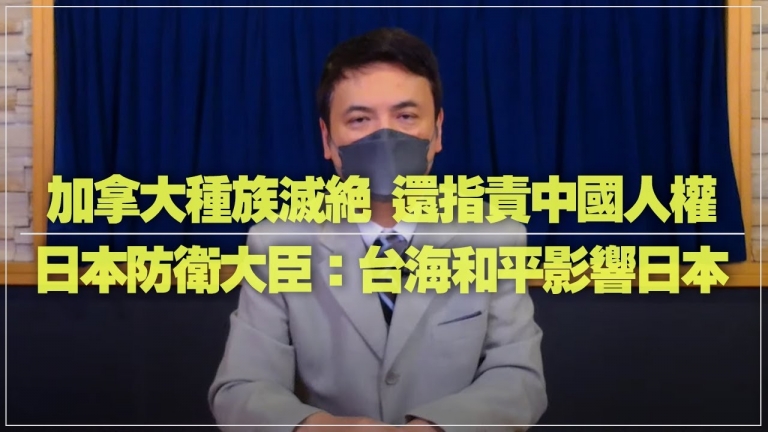 加拿大種族滅絶 還指責中國人權
日本防衛大臣：台海和平影響日本